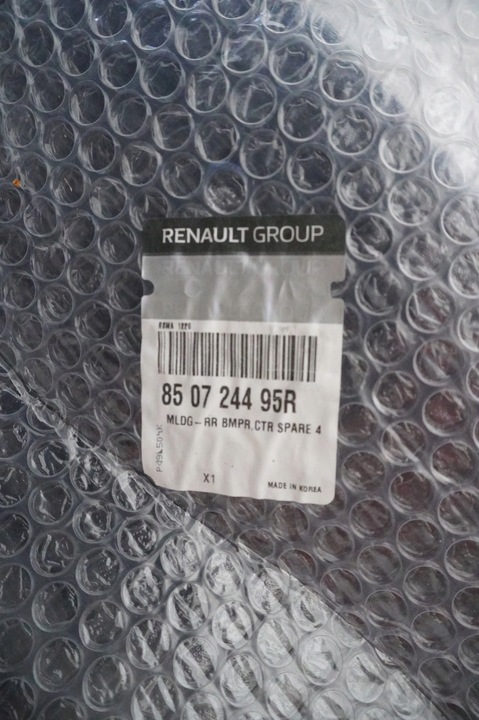 RENAULT GROUP
85 07 244 95R
MLDG-RR BMPR.CTR SPARE 4
X1
MADE IN KOREA